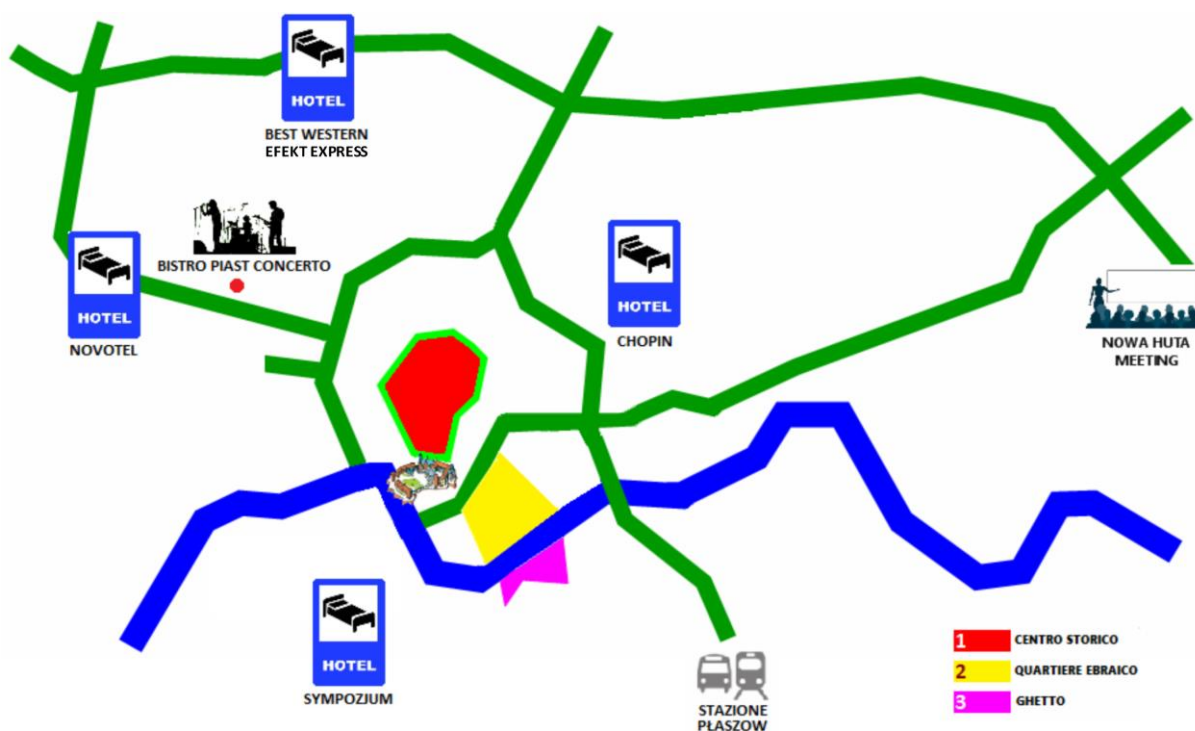 HOTEL
BEST WESTERN
EFEKT EXPRESS
BISTRO PIAST CONCERTO
HOTEL
NOVOTEL
HOTEL
CHOPIN
NOWA HUTA
MEETING
HOTEL
SYMPOZJUM
STAZIONE
PŁASZOW
1 CENTRO STORICO
2 QUARTIERE EBRAICO
3 GHETTO